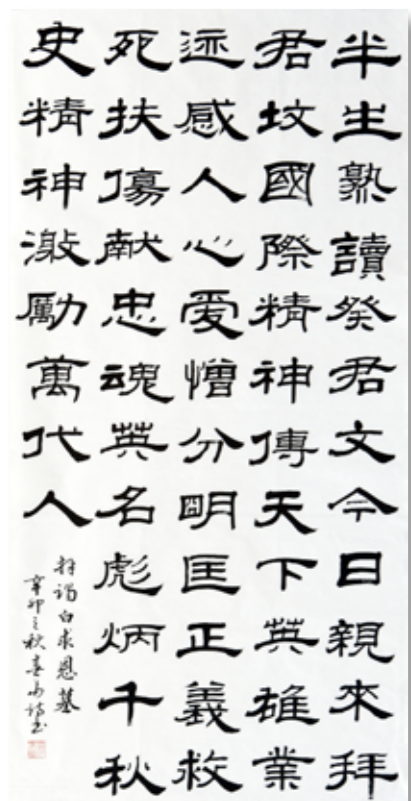 半生熟讀癸君文今日親來拜
君坟國際精神傳天下英雄業
迹感人心爱憎分明匡正義救
死扶傷献忠魂英名彪炳千秋
史精神激勵萬代人
拜謁白求恩墓
辛卯之秋